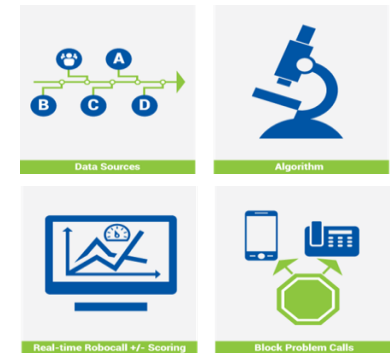 A
B
C
D
Data Sources
Algorithm
Real-time Robocall +/- Scoring
Block Problem Calls